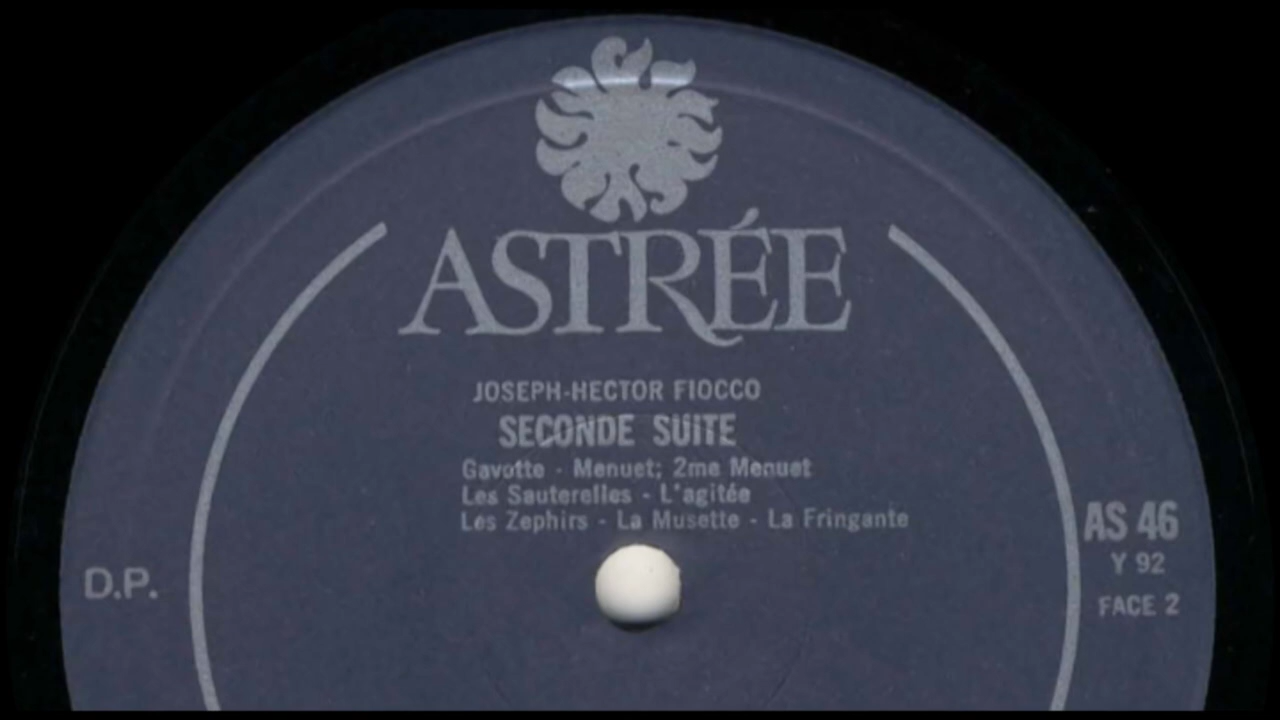 ASTRÉE
JOSEPH-HECTOR FIOCCO
SECONDE SUITE
Gavotte - Menuet; 2me Menuet
Les Sauterelles - L'agitée
Les Zephirs - La Musette - La Fringante
D.P.
AS 46
Y 92
FACE 2